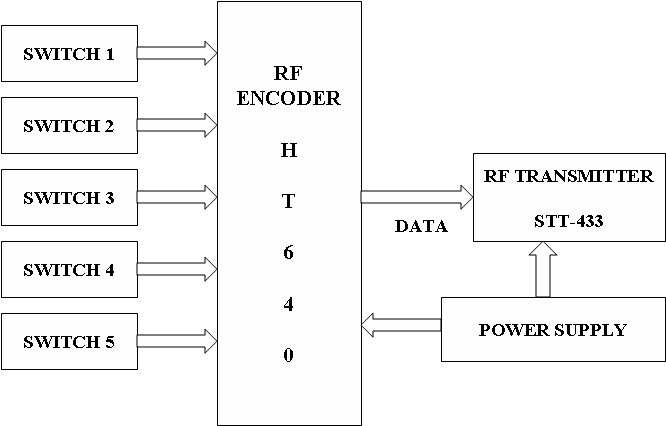 SWITCH 1
SWITCH 2
SWITCH 3
SWITCH 4
SWITCH 5
RF
ENCODER
H
T
6
4
0
DATA
RF TRANSMITTER
STT-433
POWER SUPPLY